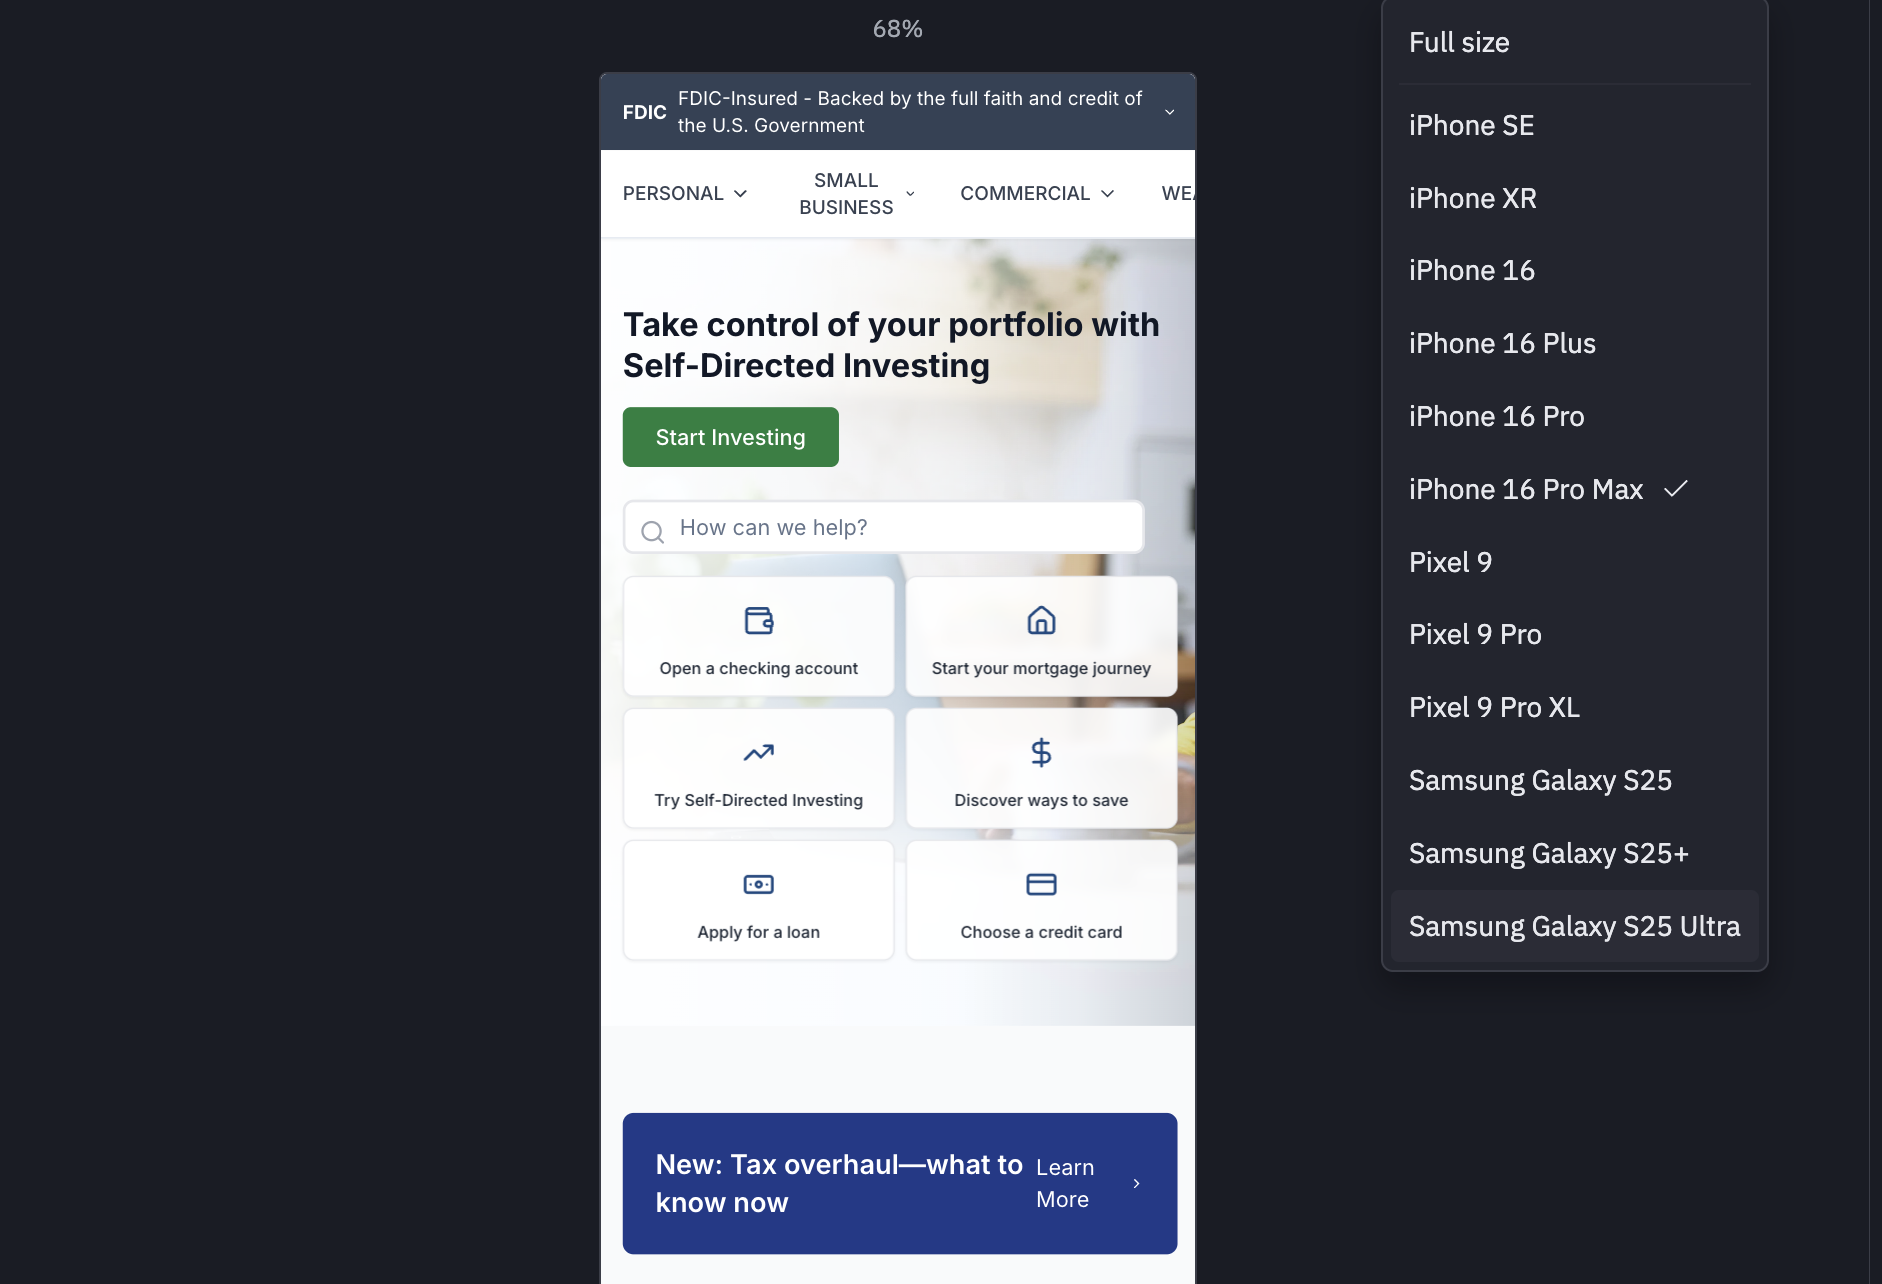 68%
FDIC
FDIC-Insured - Backed by the full faith and credit of
the U.S. Government
PERSONAL
SMALL
BUSINESS
COMMERCIAL
WEA
Take control of your portfolio with
Self-Directed Investing
Start Investing
How can we help?
Open a checking account
Start your mortgage journey
Try Self-Directed Investing
Discover ways to save
Apply for a loan
Choose a credit card
New: Tax overhaul—what to
know now
Learn
More
Full size
iPhone SE
iPhone XR
iPhone 16
iPhone 16 Plus
iPhone 16 Pro
iPhone 16 Pro Max
Pixel 9
Pixel 9 Pro
Pixel 9 Pro XL
Samsung Galaxy S25
Samsung Galaxy S25+
Samsung Galaxy S25 Ultra